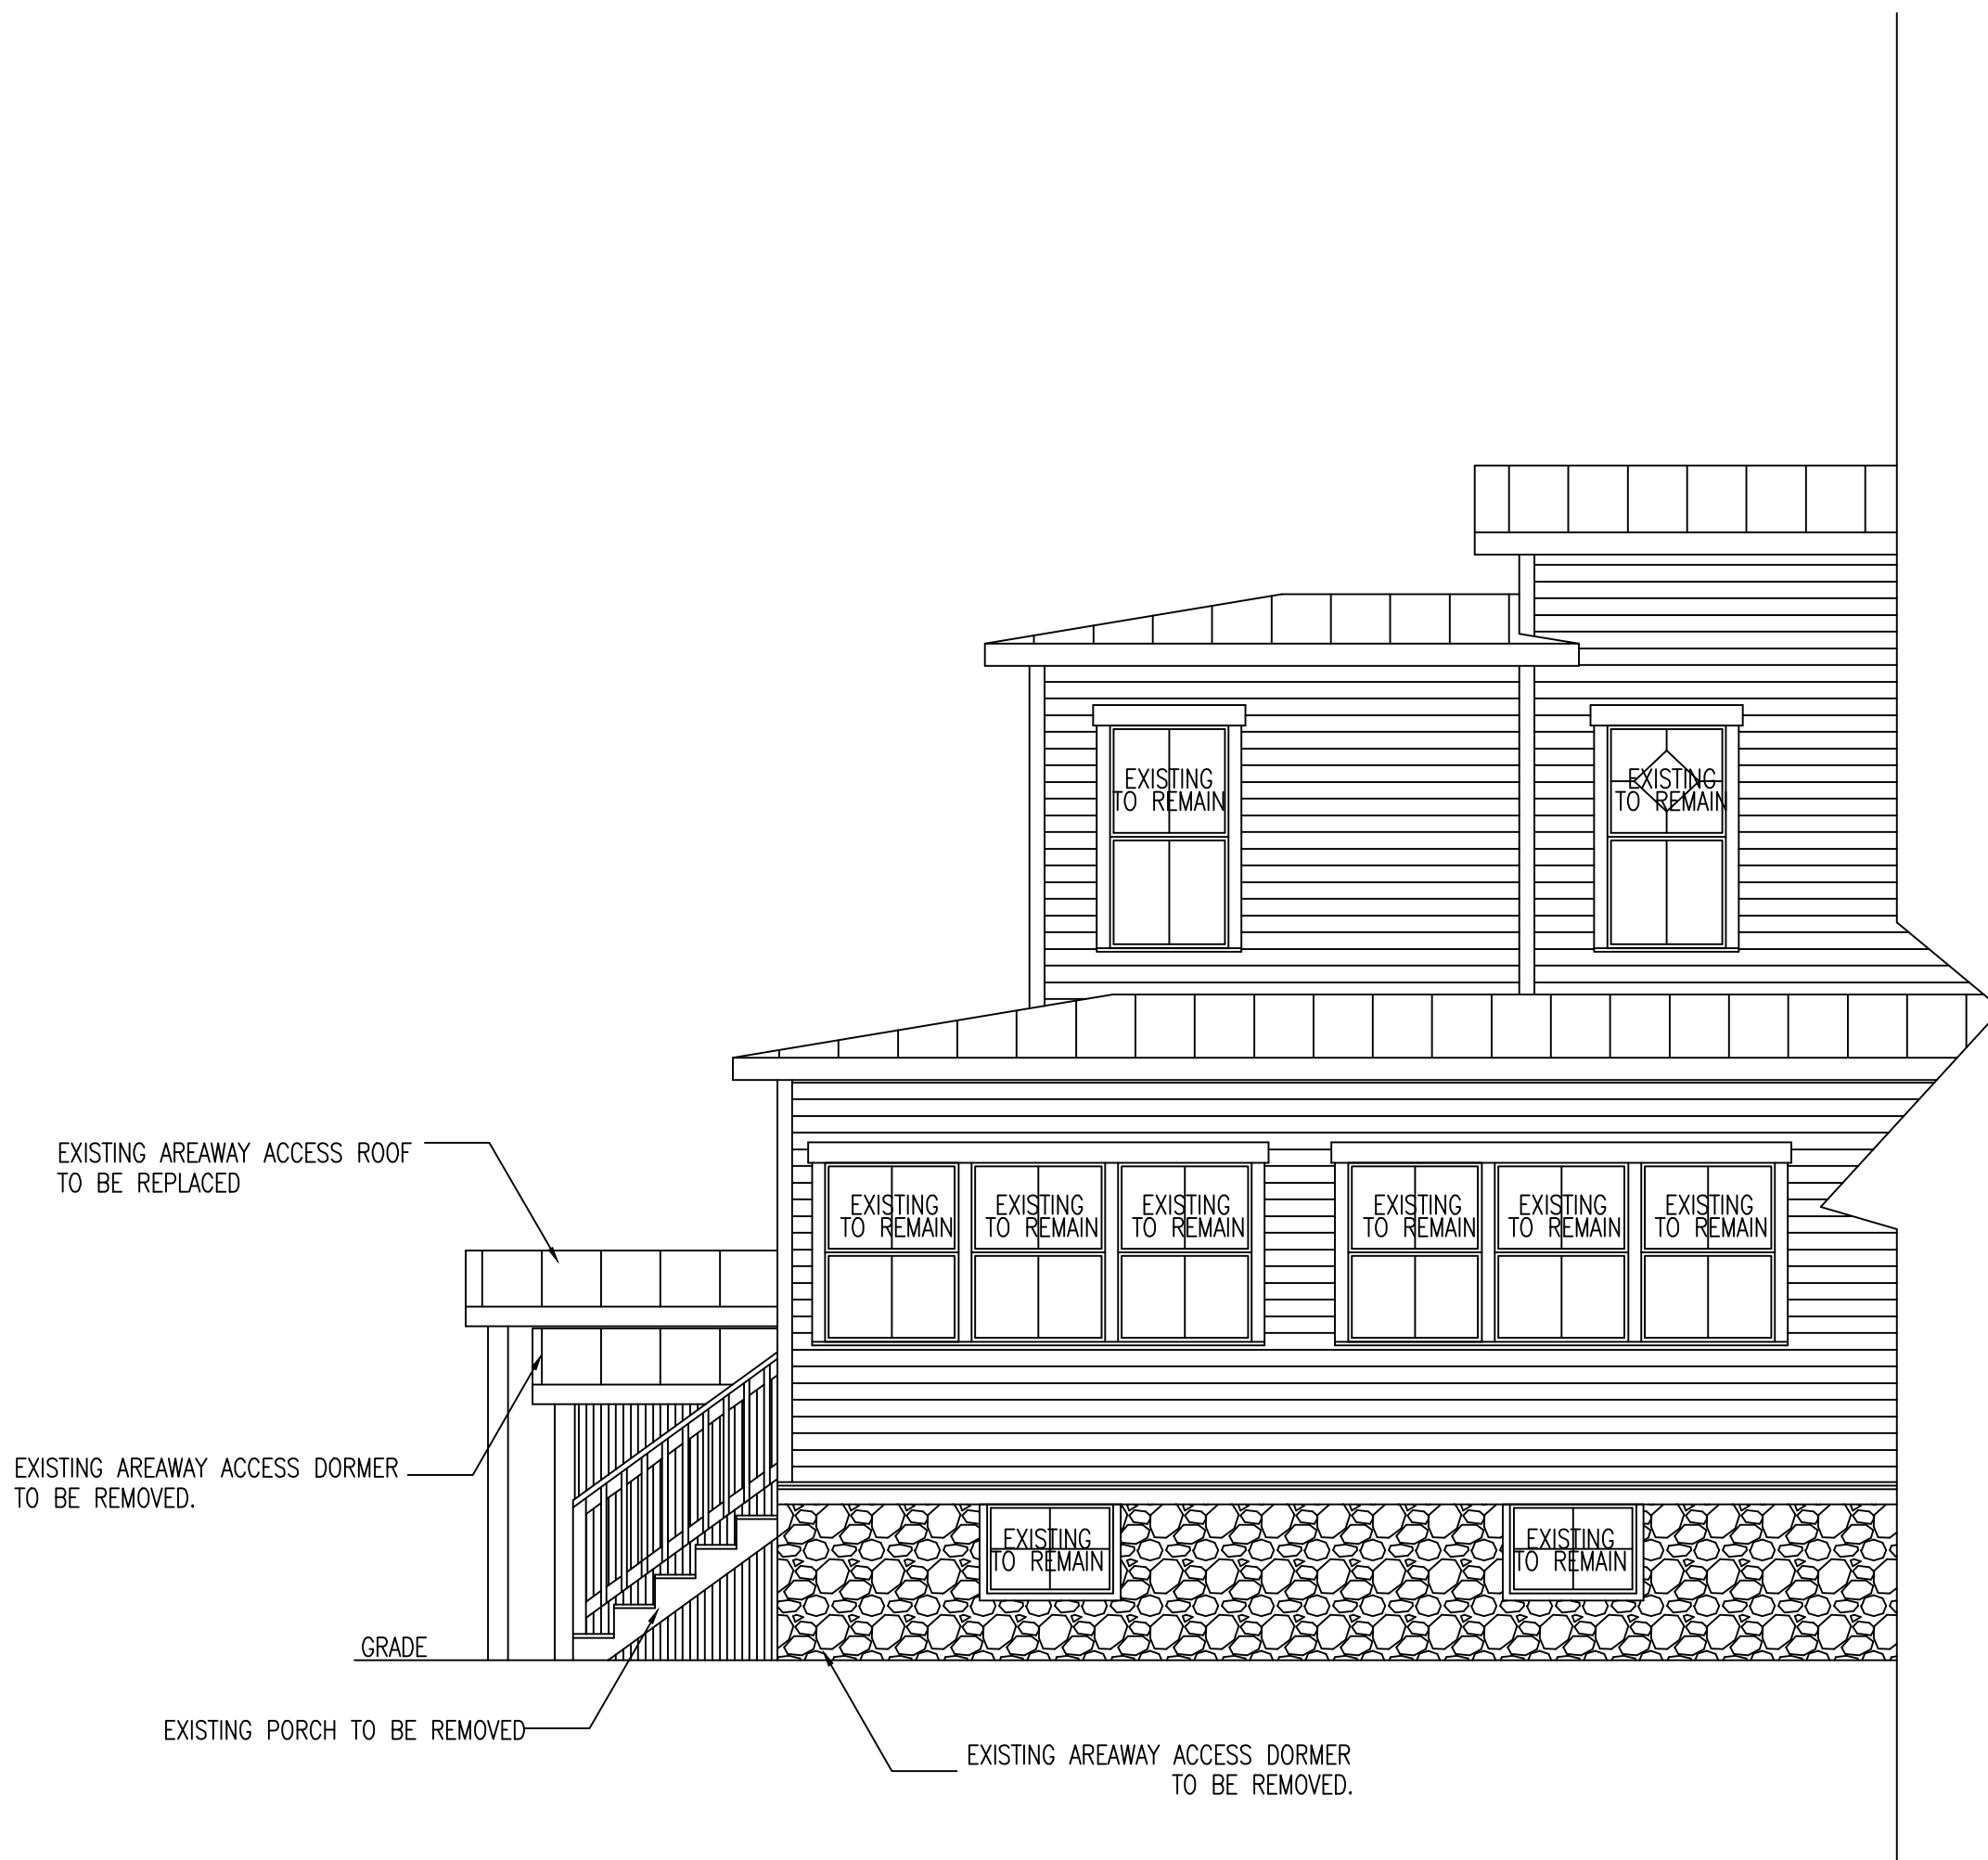 EXISTING
TO REMAIN
EXISTING
TO REMAIN
EXISTING AREAWAY ACCESS ROOF
TO BE REPLACED
EXISTING
TO REMAIN
EXISTING
TO REMAIN
EXISTING
TO REMAIN
EXISTING
TO REMAIN
EXISTING
TO REMAIN
EXISTING
TO REMAIN
EXISTING AREAWAY ACCESS DORMER
TO BE REMOVED.
EXISTING
TO REMAIN
EXISTING
TO REMAIN
GRADE
EXISTING PORCH TO BE REMOVED
EXISTING AREAWAY ACCESS DORMER
TO BE REMOVED.